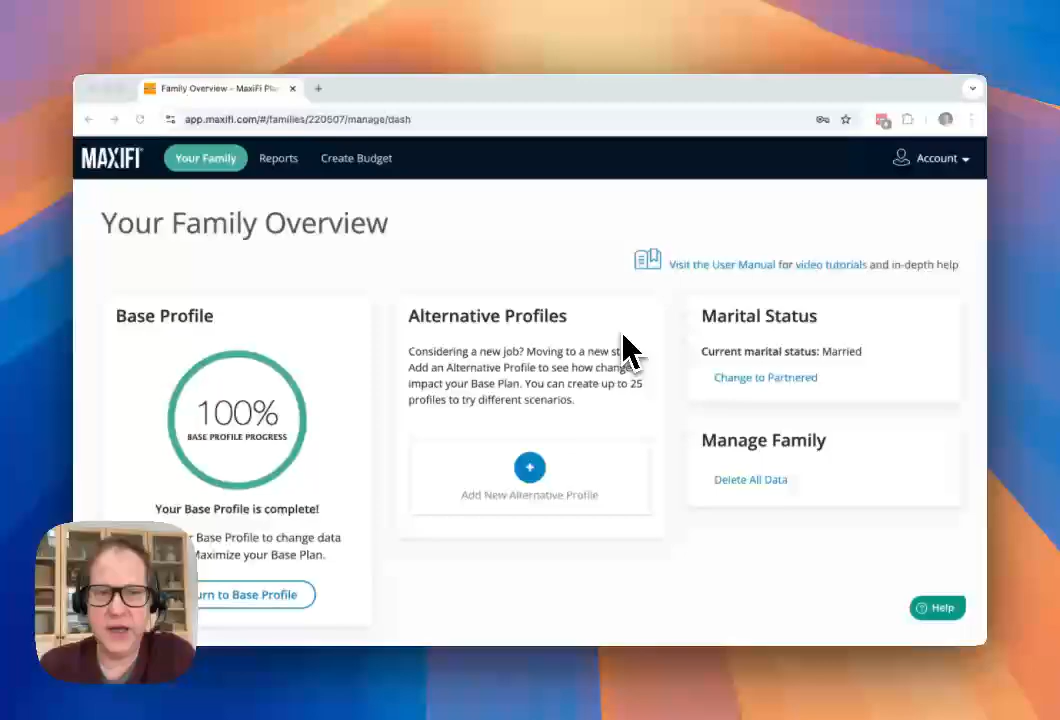 Family Overview - MaxiFi Pla
app.maxifi.com/#/families/220507/manage/dash
MAXIFI
Your Family
Reports
Create Budget
Account
Your Family Overview
Visit the User Manual for video tutorials and in-depth help
Base Profile
100%
BASE PROFILE PROGRESS
Your Base Profile is complete!
r Base Profile to change data
Maximize your Base Plan.
urn to Base Profile
Alternative Profiles
Considering a new job? Moving to a new st
Add an Alternative Profile to see how change
impact your Base Plan. You can create up to 25
profiles to try different scenarios.
Add New Alternative Profile
Marital Status
Current marital status: Married
Change to Partnered
Manage Family
Delete All Data
Help